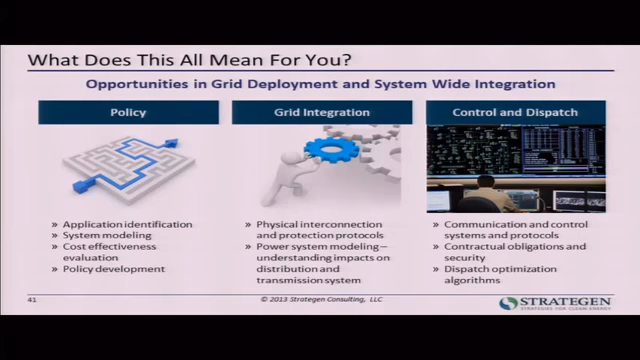 What Does This All Mean For You?
Opportunities in Grid Deployment and System Wide Integration
Policy
» Application identification
» System modeling
» Cost effectiveness
evaluation
» Policy development
Grid Integration
» Physical interconnection
and protection protocols
» Power system modeling –
understanding impacts on
distribution and
transmission system
Control and Dispatch
» Communication and control
systems and protocols
» Contractual obligations and
security
» Dispatch optimization
algorithms
41
© 2013 Strategen Consulting, LLC
STRATEGEN
STRATEGIES FOR CLEAN ENERGY